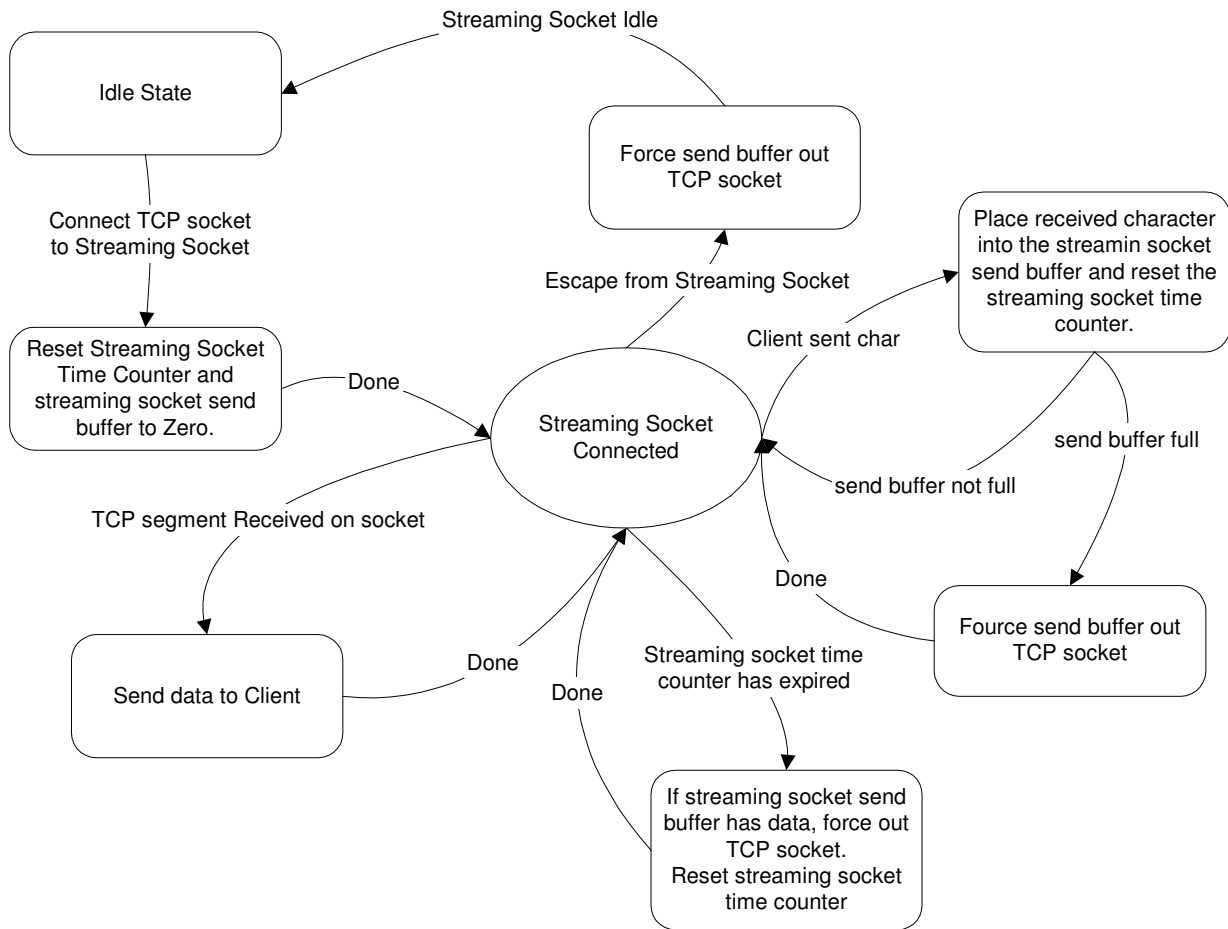 Streaming Socket Idle
Idle State
Force send buffer out
TCP socket
Connect TCP socket
to Streaming Socket
Place received character
into the streamin socket
send buffer and reset the
streaming socket time
counter.
Escape from Streaming Socket
Client sent char
Reset Streaming Socket
Time Counter and
streaming socket send
buffer to Zero.
Done
Streaming Socket
Connected
send buffer full
send buffer not full
TCP segment Received on socket
Done
Fource send buffer out
TCP socket
Send data to Client
Done
Done
Streaming socket time
counter has expired
If streaming socket send
buffer has data, force out
TCP socket.
Reset streaming socket
time counter